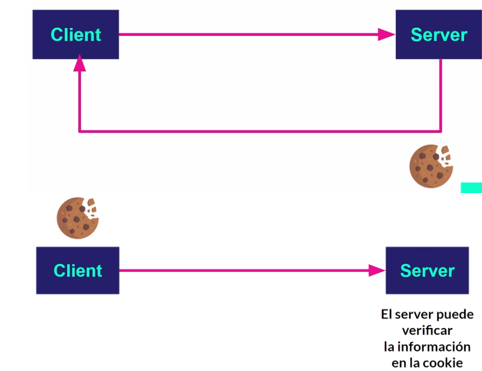 Client
Server
Client
Server
El server puede
verificar
la información
en la cookie